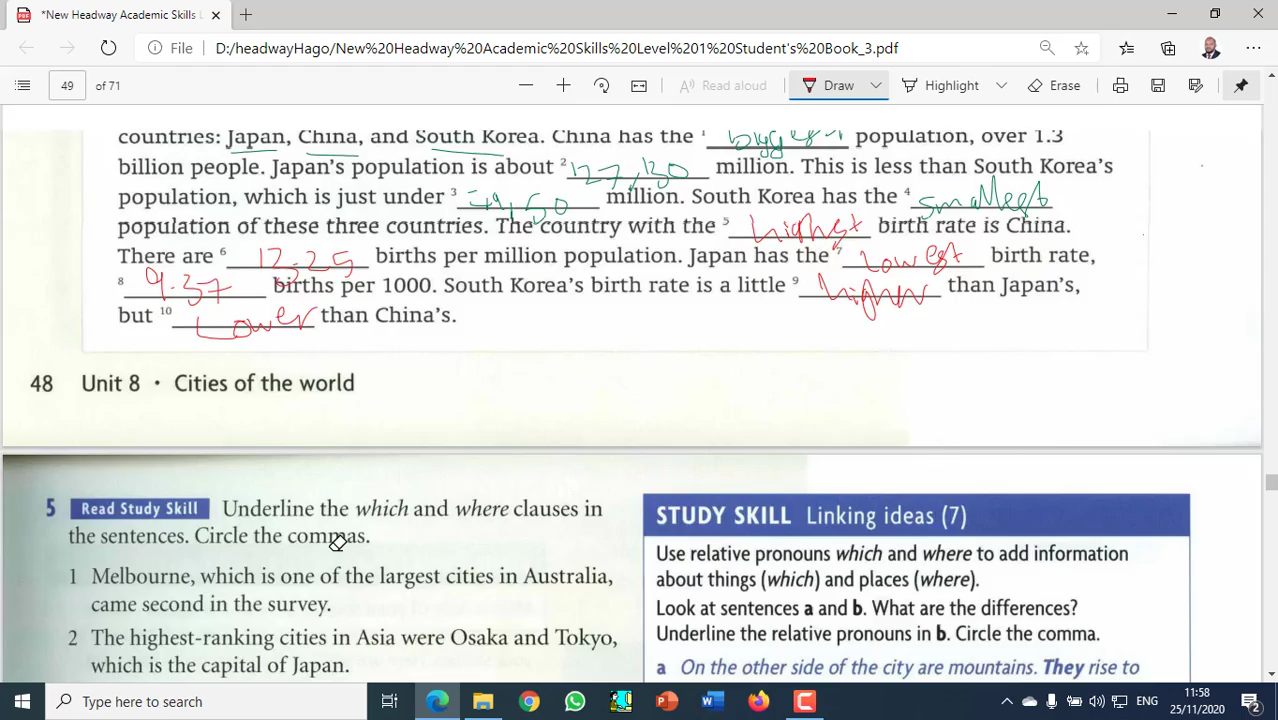 *New Headway Academic Skills L
File D:/headwayHago/New%20Headway%20Academic%20Skills%20Level%201%20Student's%20Book_3.pdf
49 of 71 Read aloud Draw Highlight Erase
countries: Japan, China, and South Korea. China has the 1 biggest population, over 1.3
billion people. Japan's population is about 2 127,130 million. This is less than South Korea's
population, which is just under 3 million. South Korea has the 4 smallest
population of these three countries. The country with the 5 highest birth rate is China.
There are 6 births per million population. Japan has the 7 Lowest birth rate,
8 9.37 births per 1000. South Korea's birth rate is a little 9 higher than Japan's,
but 10 Lower than China's.
48 Unit 8 • Cities of the world
5 Read Study Skill Underline the which and where clauses in
the sentences. Circle the commas.
1 Melbourne, which is one of the largest cities in Australia,
came second in the survey.
2 The highest-ranking cities in Asia were Osaka and Tokyo,
which is the capital of Japan.
STUDY SKILL Linking ideas (7)
Use relative pronouns which and where to add information
about things (which) and places (where).
Look at sentences a and b. What are the differences?
Underline the relative pronouns in b. Circle the comma.
a On the other side of the city are mountains. They rise to
Type here to search
ENG
11:58
25/11/2020
2